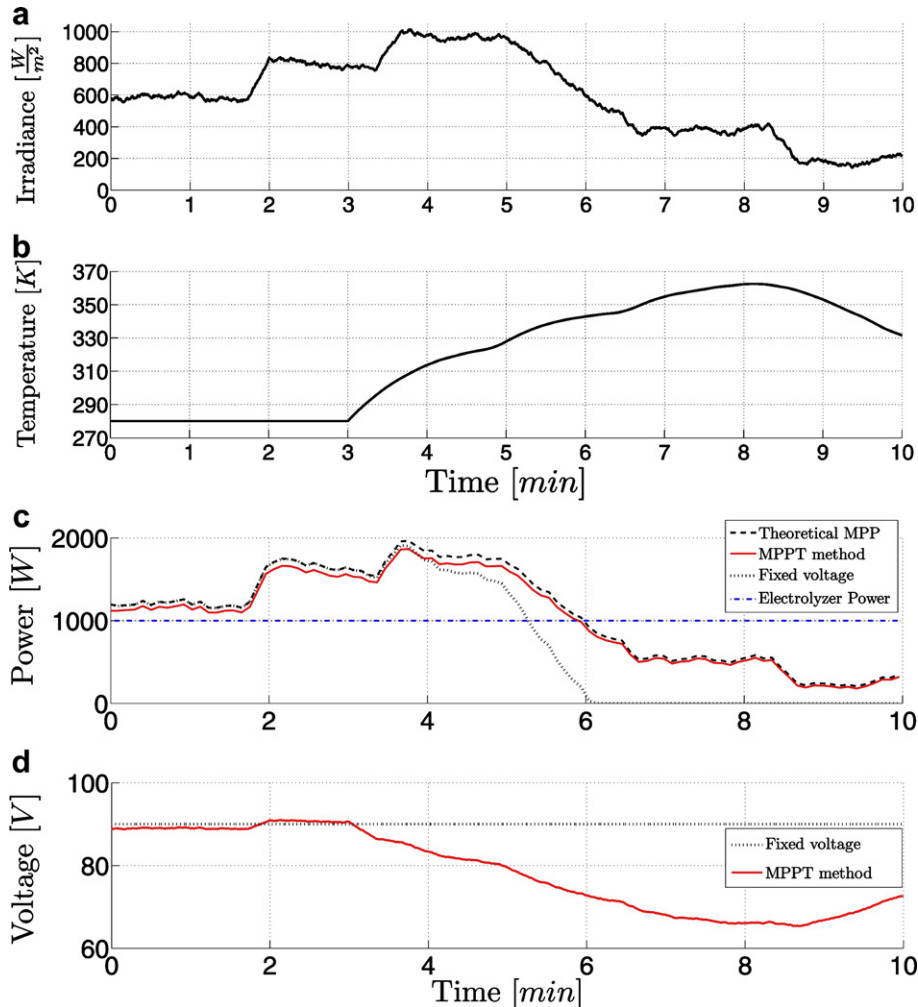 a
Irradiance [W/m²]
1000
800
600
400
200
0
0 1 2 3 4 5 6 7 8 9 10
b
Temperature [K]
370
350
330
310
290
270
0 1 2 3 4 5 6 7 8 9 10
Time [min]
c
Power [W]
2000
1000
0
Theoretical MPP
MPPT method
Fixed voltage
Electrolyzer Power
0 2 4 6 8 10
d
Voltage [V]
100
80
60
Fixed voltage
MPPT method
0 2 4 6 8 10
Time [min]